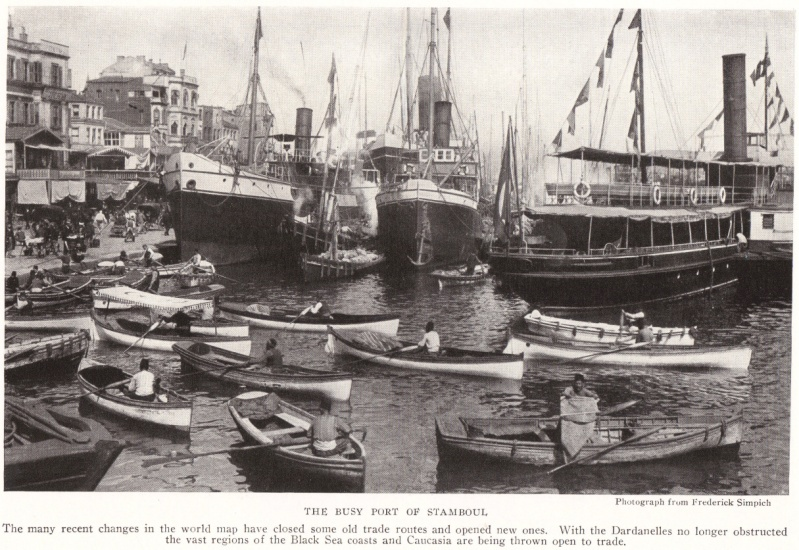 Photograph from Frederick Simpich
THE BUSY PORT OF STAMBOUL
The many recent changes in the world map have closed some old trade routes and opened new ones. With the Dardanelles no longer obstructed
the vast regions of the Black Sea coasts and Caucasia are being thrown open to trade.